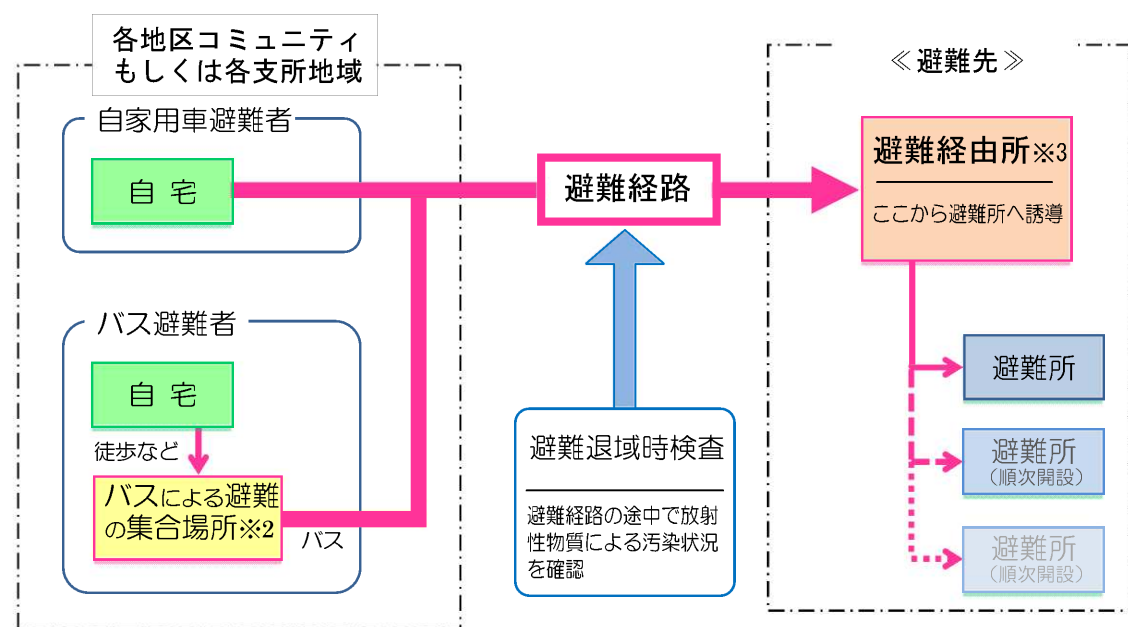 各地区コミュニティ
もしくは各支所地域
自家用車避難者
自 宅
バス避難者
自 宅
徒歩など
バスによる避難
の集合場所※2
バス
避難経路
避難退域時検査
避難経路の途中で放射
性物質による汚染状況
を確認
≪避難先≫
避難経由所※3
ここから避難所へ誘導
避難所
避難所
（順次開設）
避難所
（順次開設）